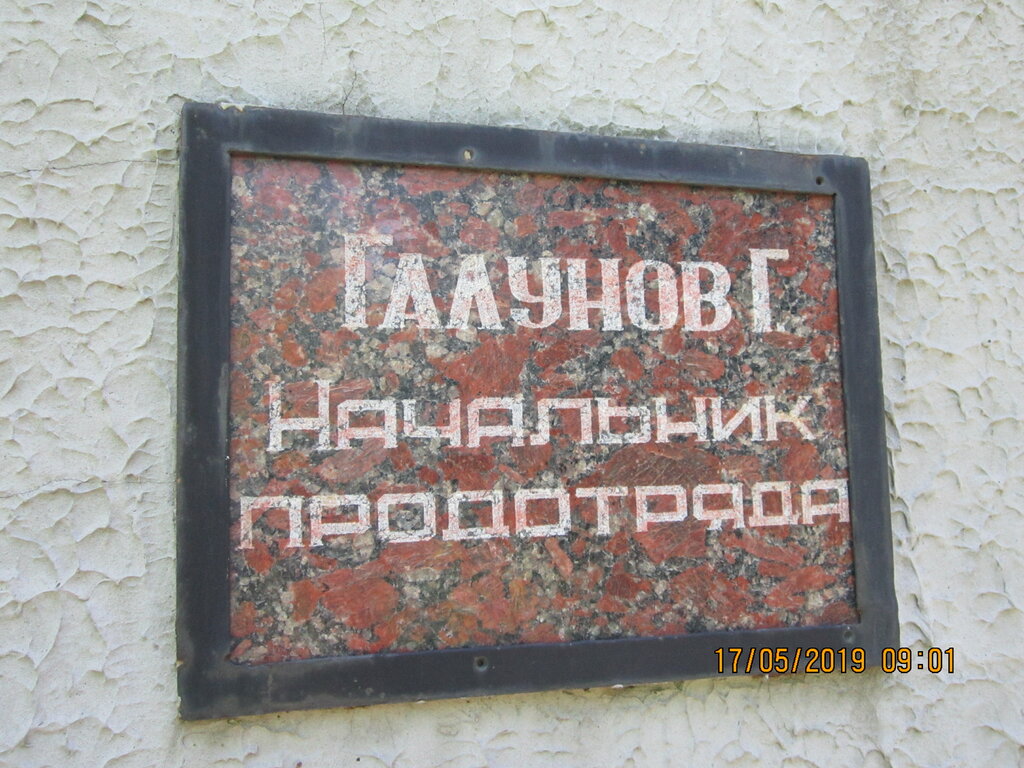 Галунов Г
Начальник
продотряда
17/05/2019 09:01